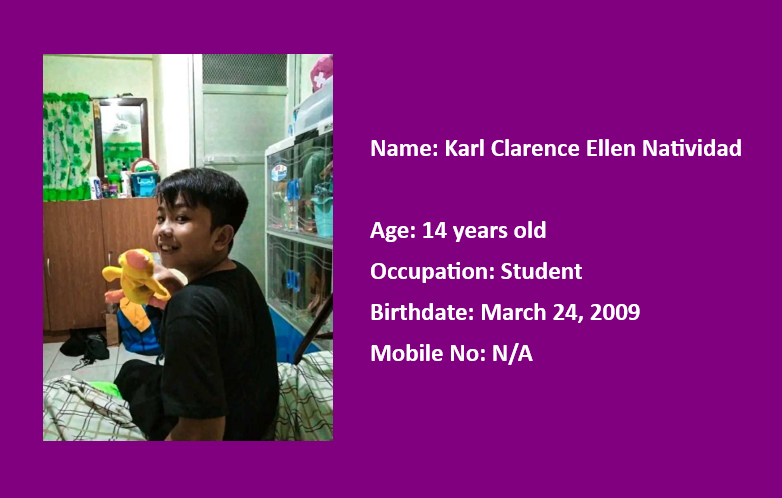 Name: Karl Clarence Ellen Natividad
Age: 14 years old
Occupation: Student
Birthdate: March 24, 2009
Mobile No: N/A